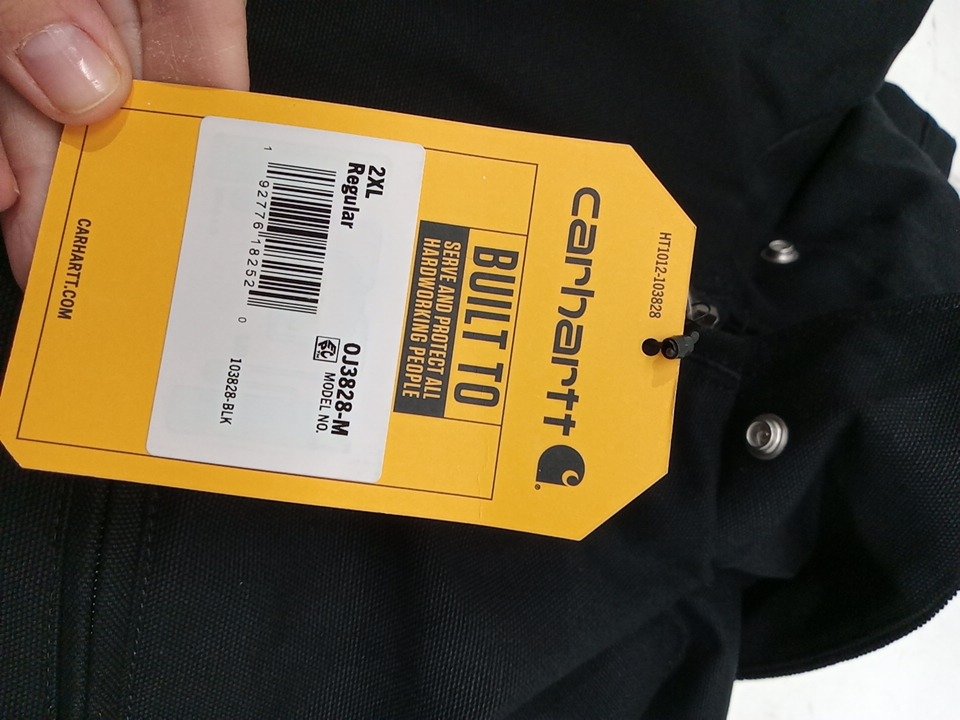 HT1012-103828
carhartt
BUILT TO
SERVE AND PROTECT ALL
HARDWORKING PEOPLE
2XL
Regular
OJ3828-M
MODEL NO.
1 92776 18252 0
103828-BLK
CARHARTT.COM